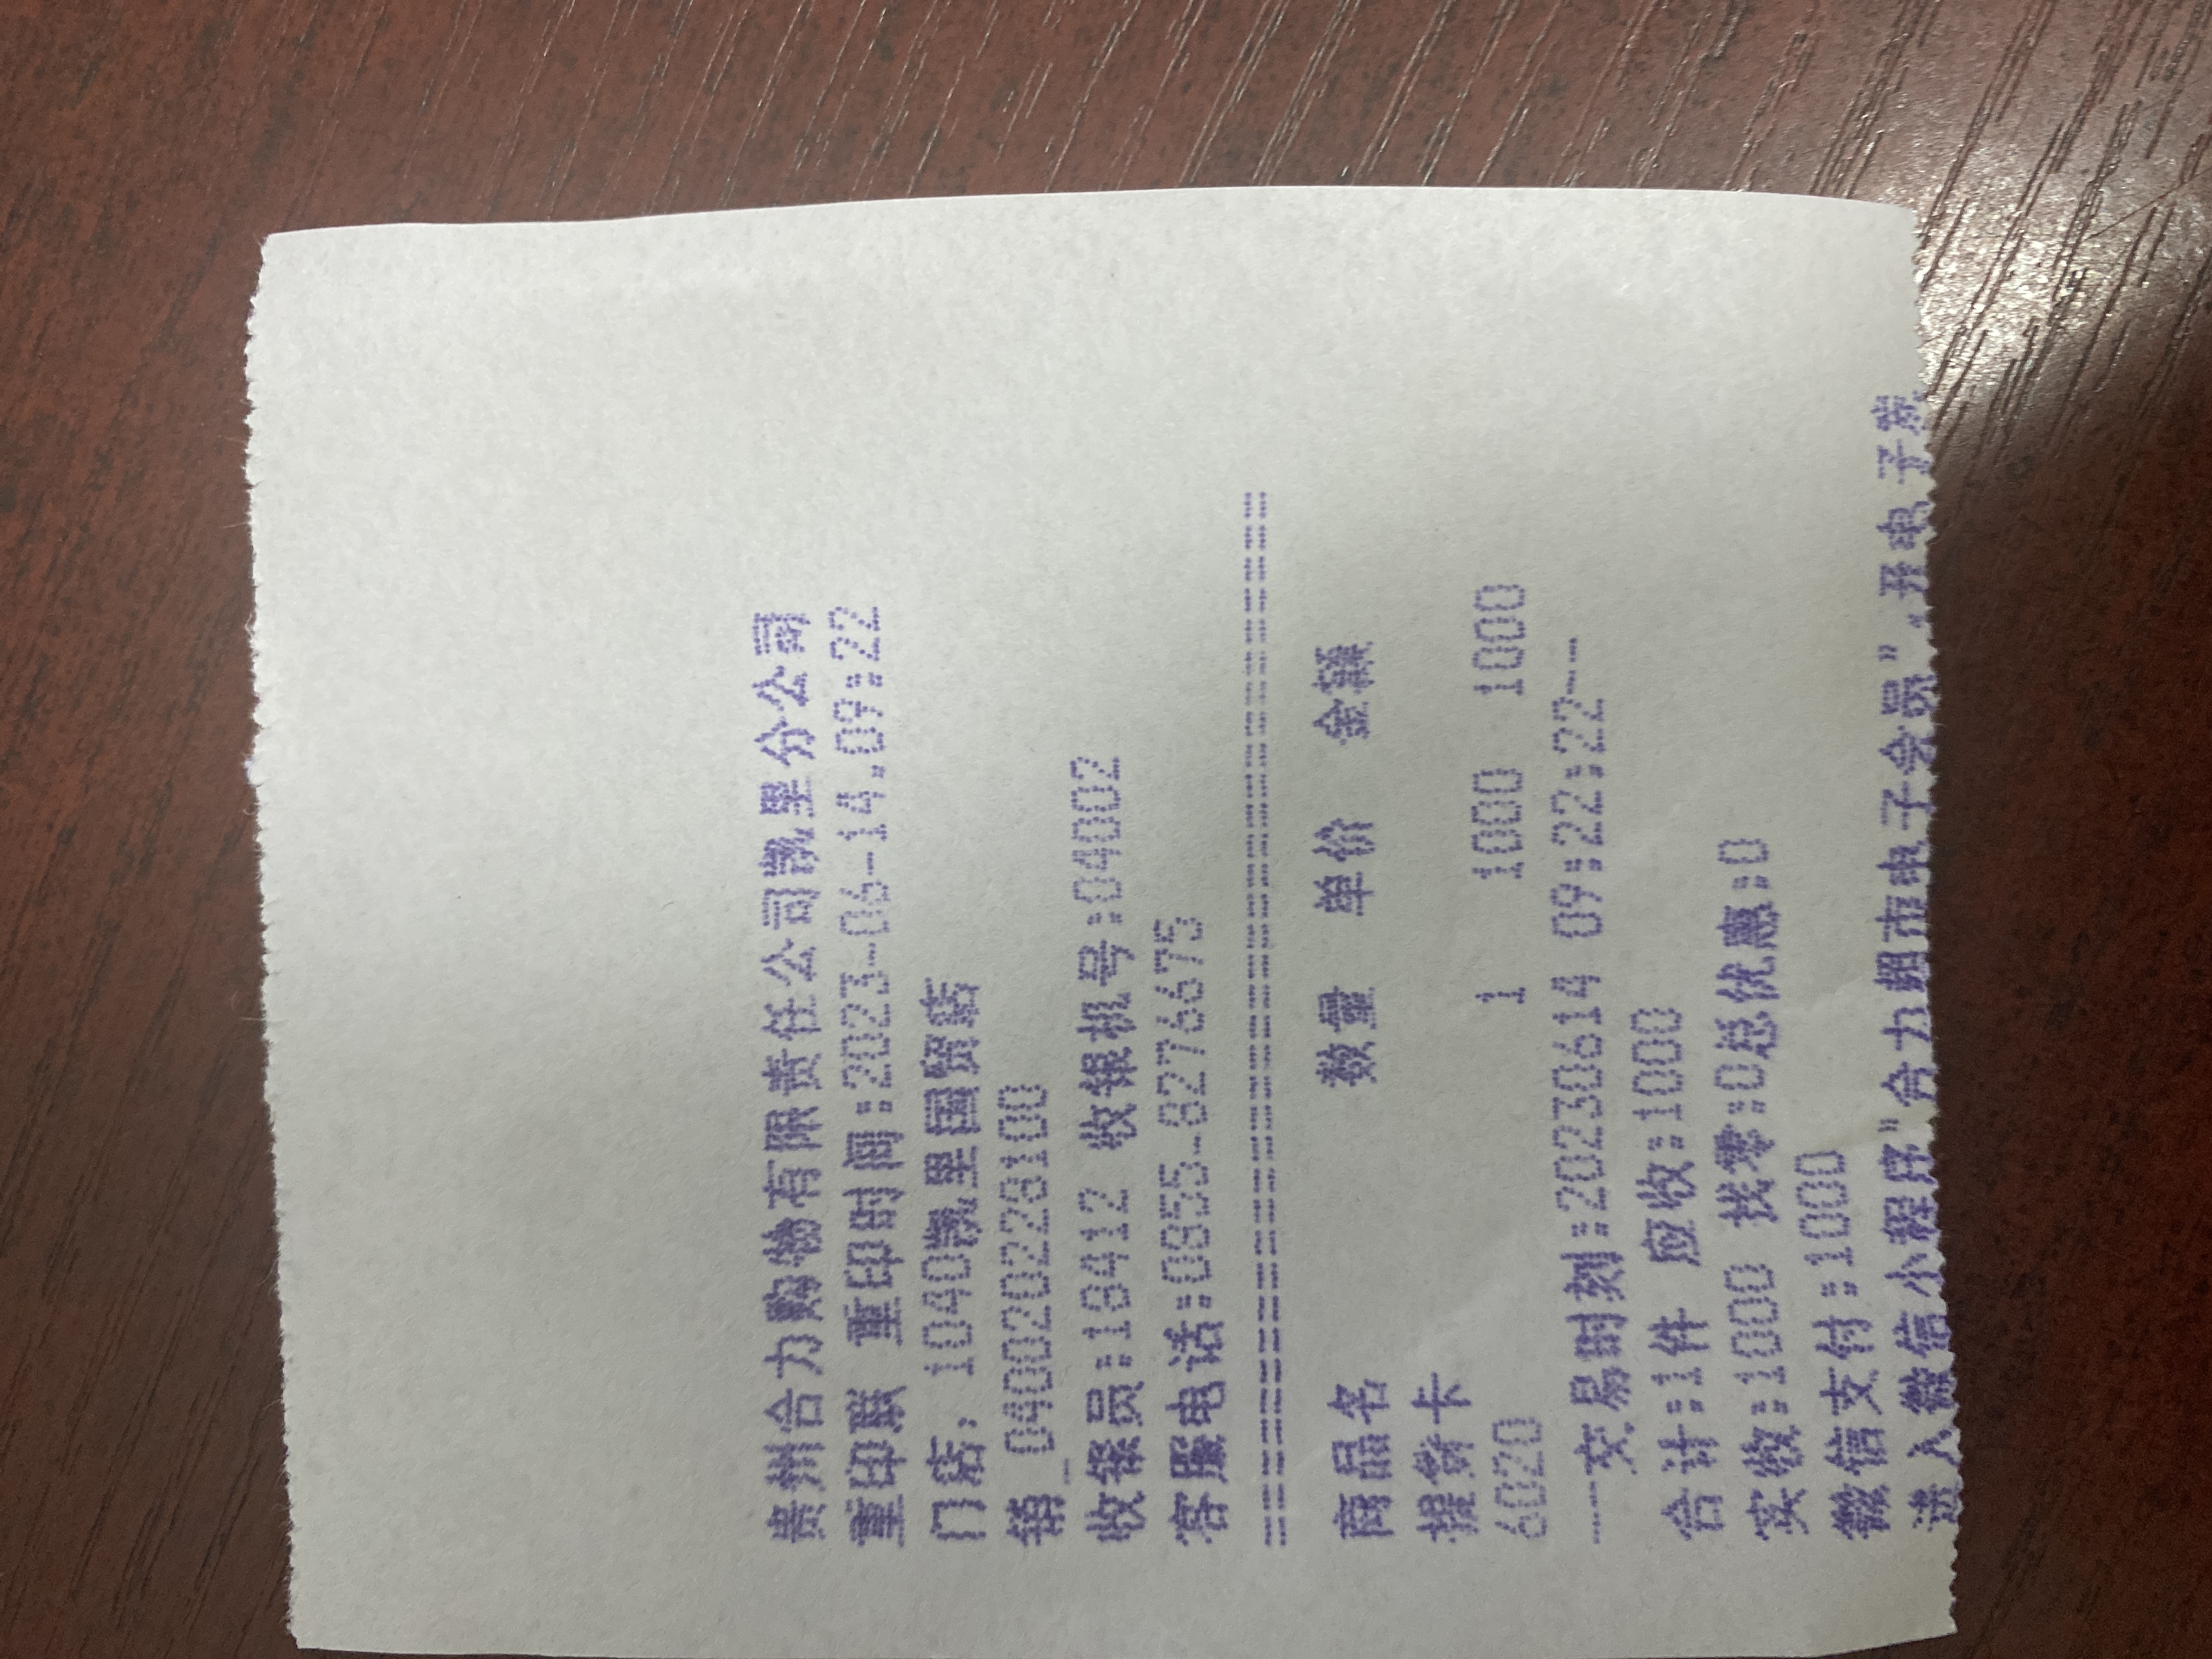 贵州合力购物有限责任公司凯里分公司
重印联 重印时间:2023-06-14.09:22
门店: 1040凯里国贸店
销_040020228100
收银员:18412 收银机号:04002
客服电话:0855-8276675
==========================================
商品名 数量 单价 金额
提货卡
6020 1 1000 1000
---交易时刻:20230614 09:22:22---
合计:1件 应收:1000
实收:1000 找零:0总优惠:0
微信支付:1000
进入微信小程序"合力超市电子会员","开电子发